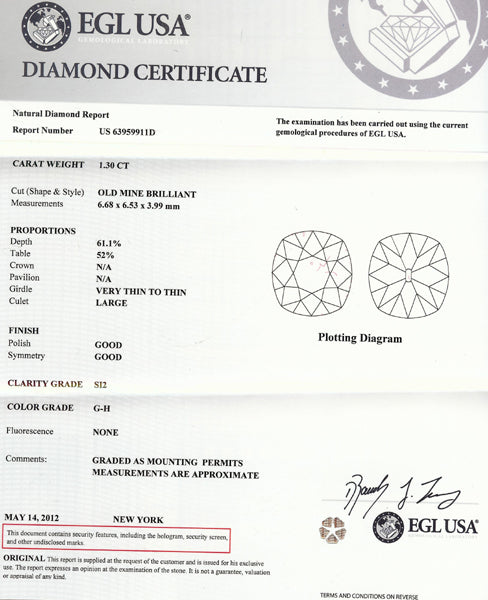 EGL USA®
GEMOLOGICAL LABORATORY
DIAMOND CERTIFICATE
Natural Diamond Report
Report Number US 63959911D
The examination has been carried out using the current
gemological procedures of EGL USA.
CARAT WEIGHT 1.30 CT
Cut (Shape & Style) OLD MINE BRILLIANT
Measurements 6.68 x 6.53 x 3.99 mm
PROPORTIONS
Depth 61.1%
Table 52%
Crown N/A
Pavilion N/A
Girdle VERY THIN TO THIN
Culet LARGE
Plotting Diagram
FINISH
Polish GOOD
Symmetry GOOD
CLARITY GRADE SI2
COLOR GRADE G-H
Fluorescence NONE
Comments: GRADED AS MOUNTING PERMITS
MEASUREMENTS ARE APPROXIMATE
MAY 14, 2012 NEW YORK
EGL USA®
This document contains security features, including the hologram, security screen,
and other undisclosed marks.
ORIGINAL This report is supplied at the request of the customer and is issued for his exclusive
use. The report expresses an opinion at the examination of the stone. It is not a guarantee, valuation
or appraisal of any kind.
TERMS AND CONDITIONS ON REVERSE